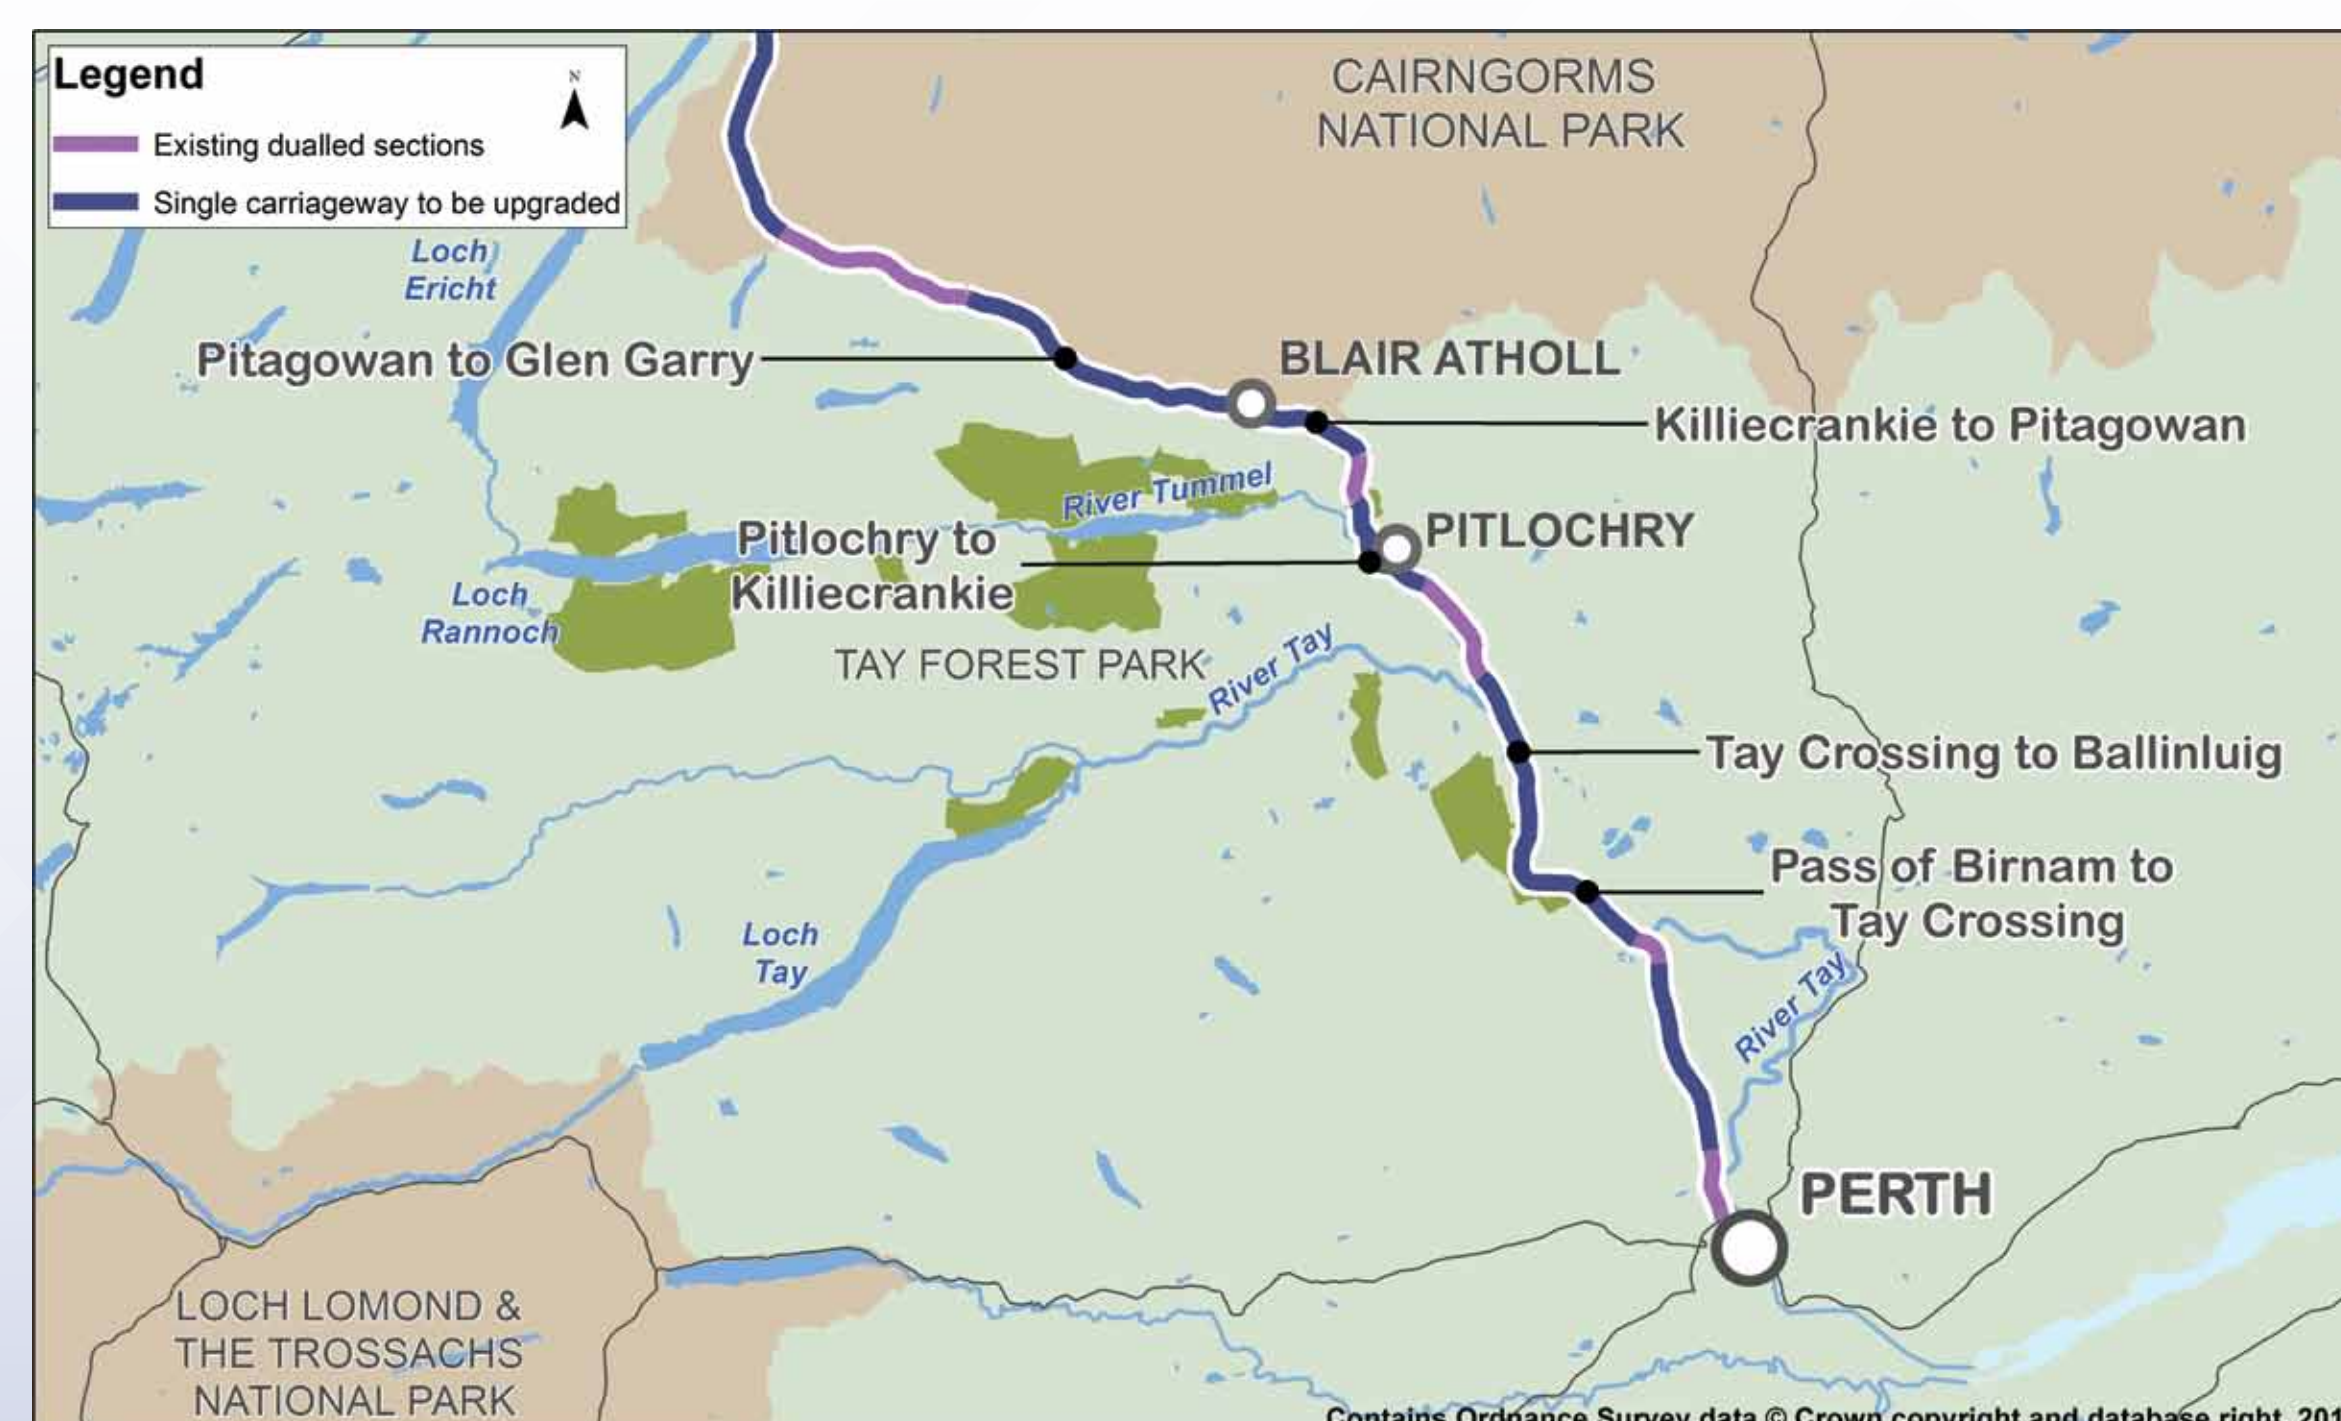 Legend
N
Existing dualled sections
Single carriageway to be upgraded
CAIRNGORMS
NATIONAL PARK
Loch
Ericht
Pitagowan to Glen Garry
BLAIR ATHOLL
Killiecrankie to Pitagowan
River Tummel
Pitlochry to
Killiecrankie
PITLOCHRY
Loch
Rannoch
TAY FOREST PARK
River Tay
Tay Crossing to Ballinluig
Pass of Birnam to
Tay Crossing
Loch
Tay
River Tay
PERTH
LOCH LOMOND &
THE TROSSACHS
NATIONAL PARK
Contains Ordnance Survey data © Crown copyright and database right, 201